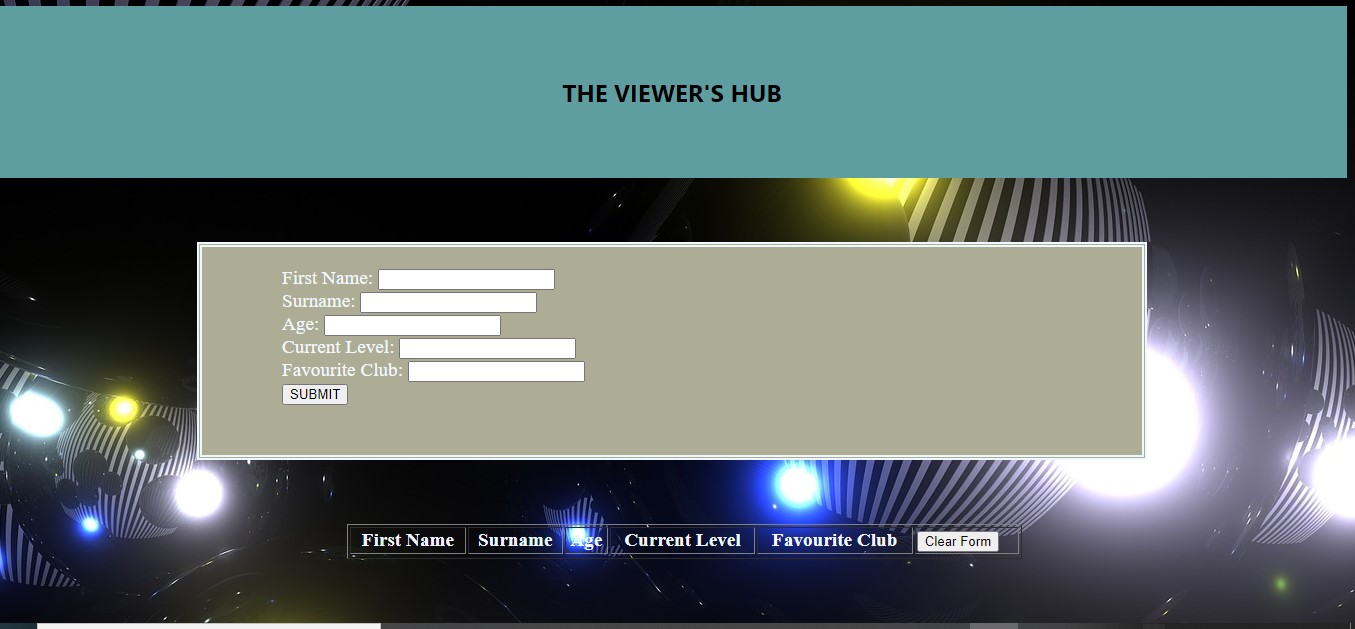 THE VIEWER'S HUB
First Name:
Surname:
Age:
Current Level:
Favourite Club:
SUBMIT
First Name Surname Age Current Level Favourite Club Clear Form